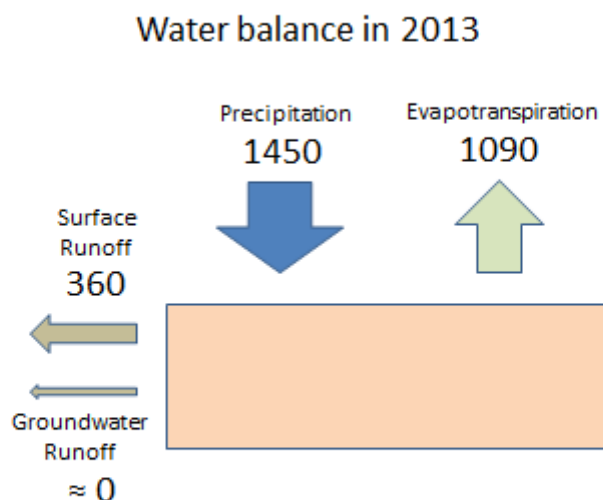 Water balance in 2013
Precipitation
1450
Evapotranspiration
1090
Surface
Runoff
360
Groundwater
Runoff
≈ 0